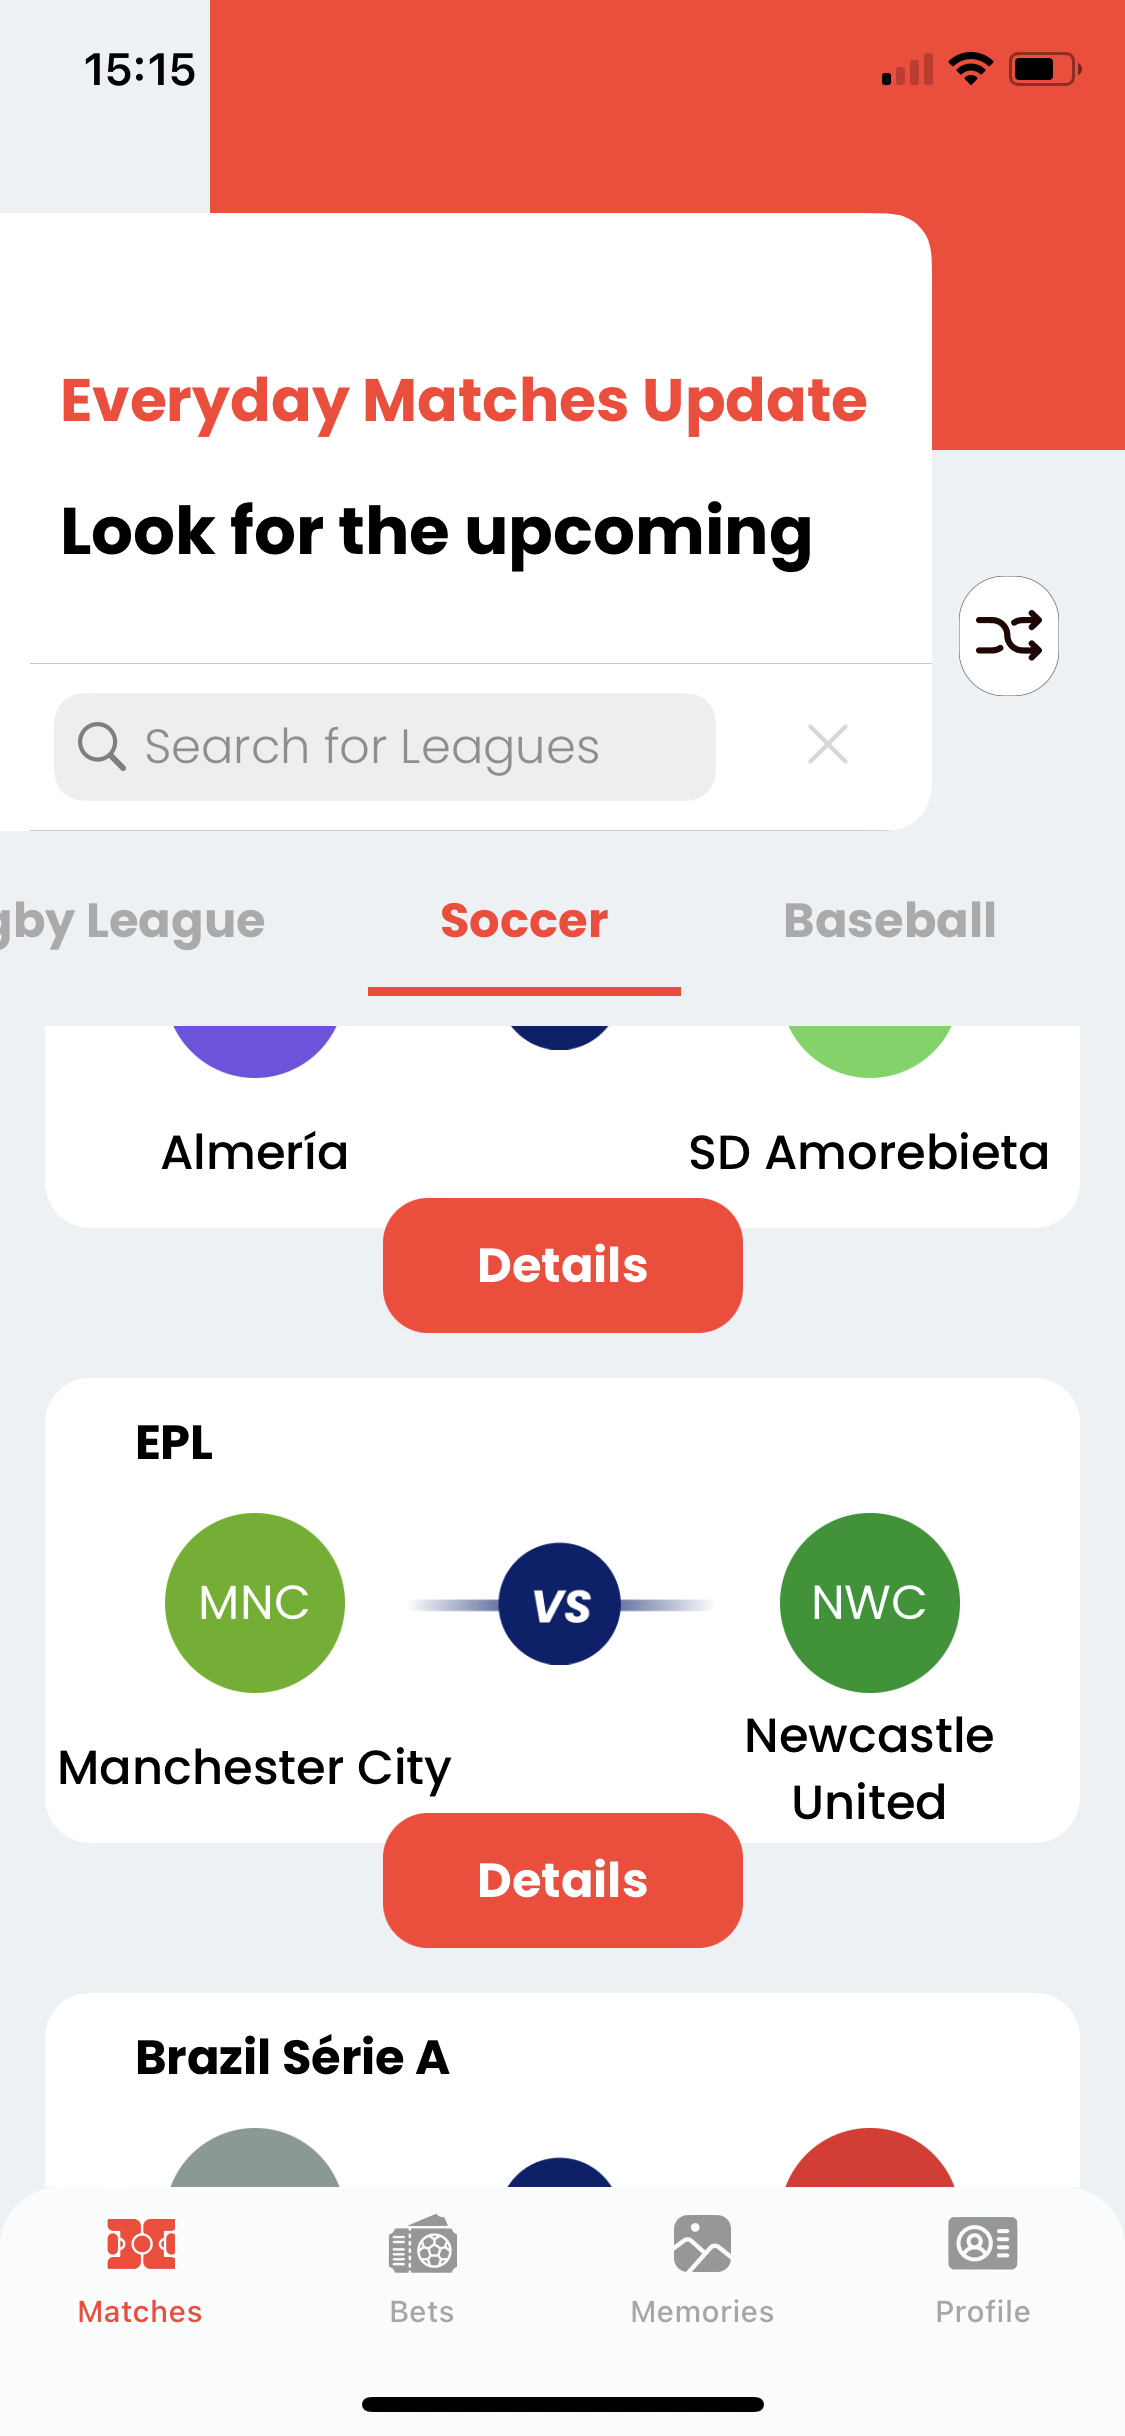 15:15
Everyday Matches Update
Look for the upcoming
Search for Leagues
gby League Soccer Baseball
Almería SD Amorebieta
Details
EPL
MNC VS NWC
Manchester City Newcastle United
Details
Brazil Série A
Matches Bets Memories Profile